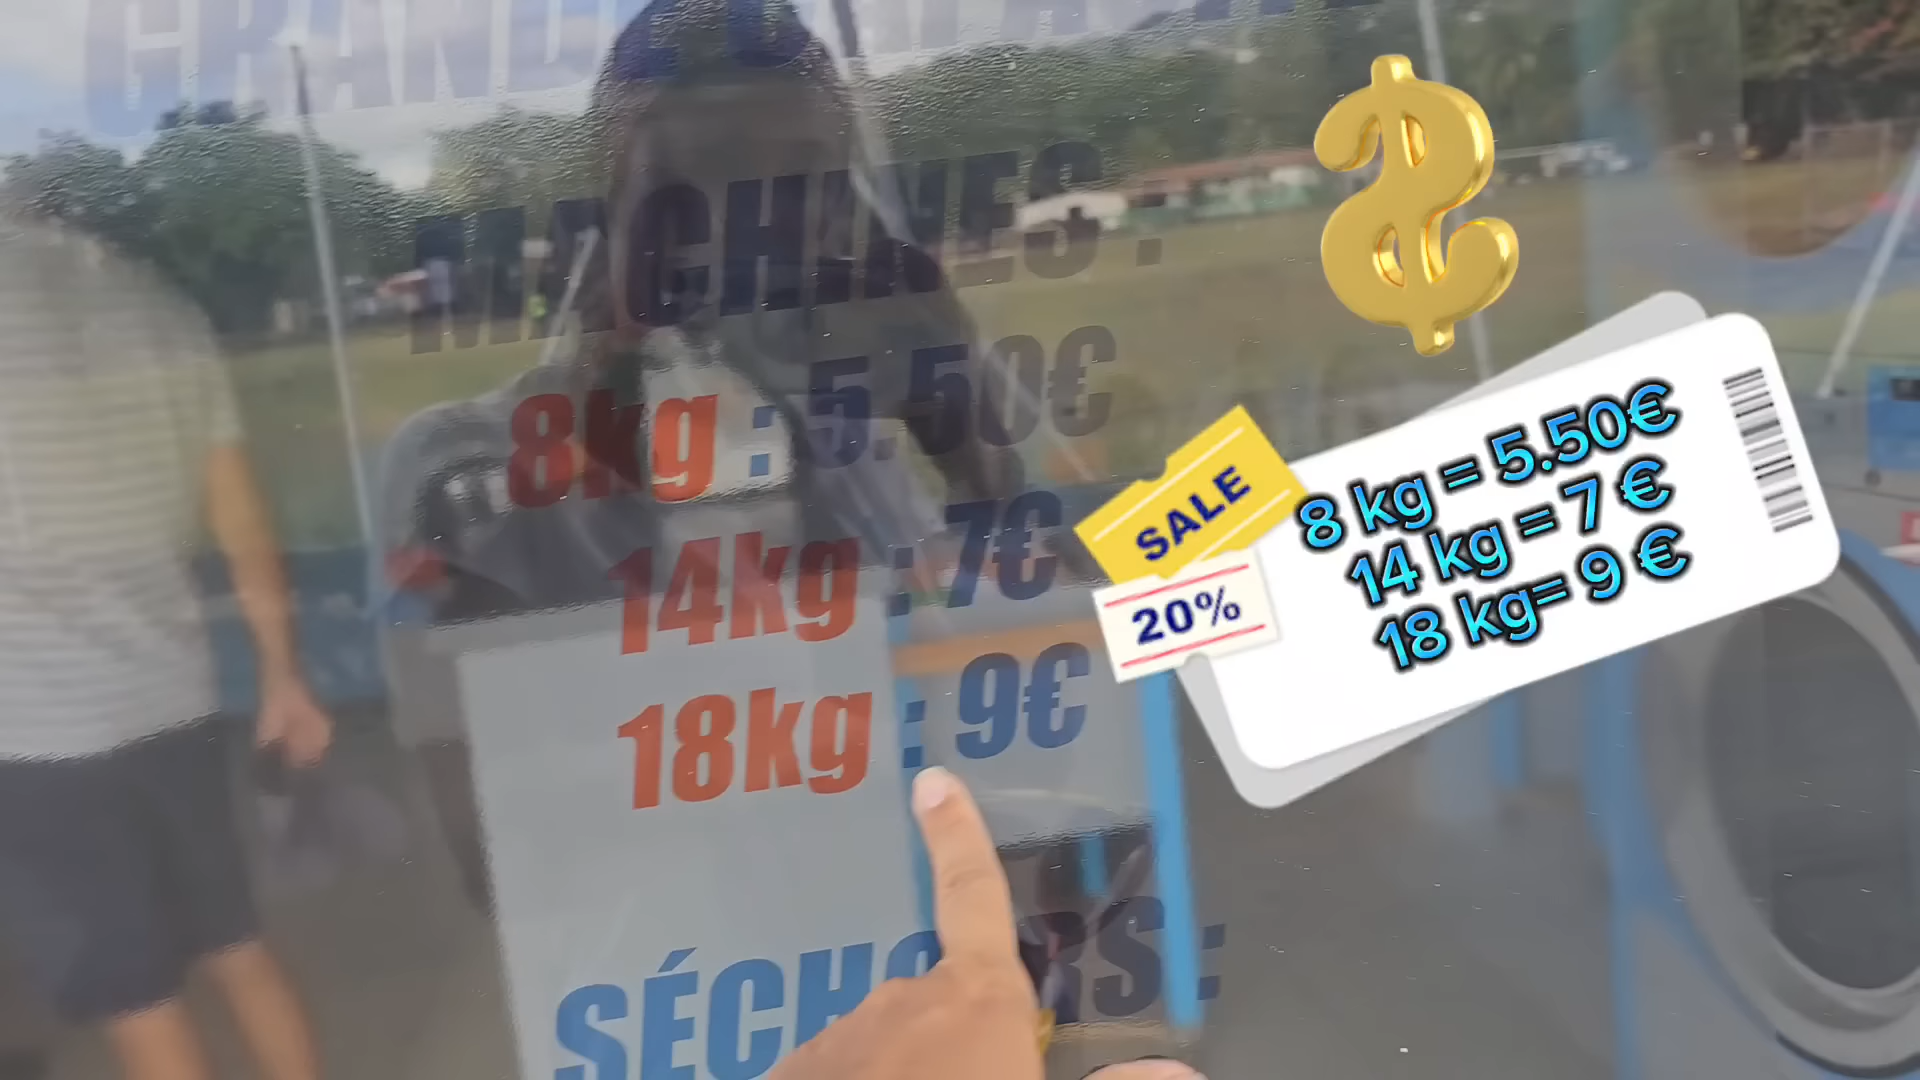 MACHINES :
8kg : 5.50€
14kg : 7€
18kg : 9€
SALE
20%
8 kg = 5.50€
14 kg = 7 €
18 kg= 9 €